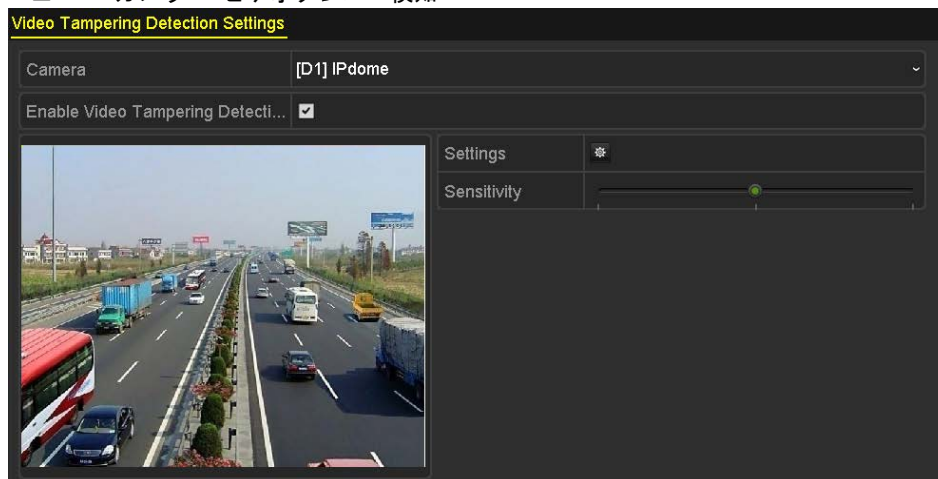 Video Tampering Detection Settings
Camera
[D1] IPdome
Enable Video Tampering Detecti...
Settings
Sensitivity